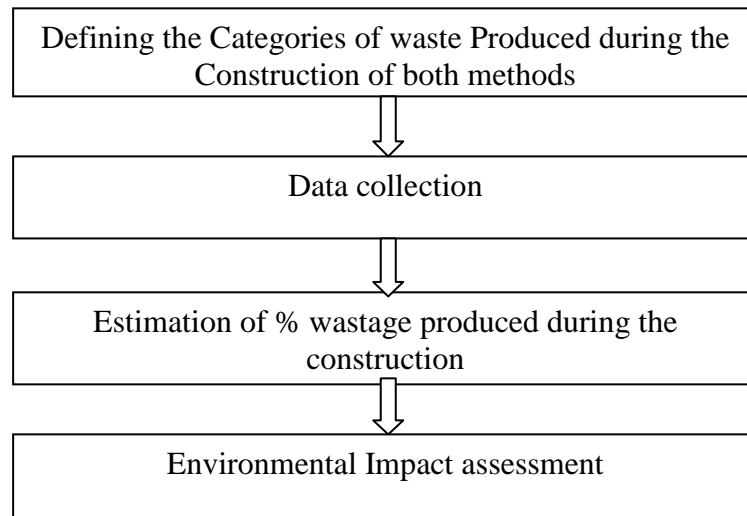 Defining the Categories of waste Produced during the
Construction of both methods
Data collection
Estimation of % wastage produced during the
construction
Environmental Impact assessment